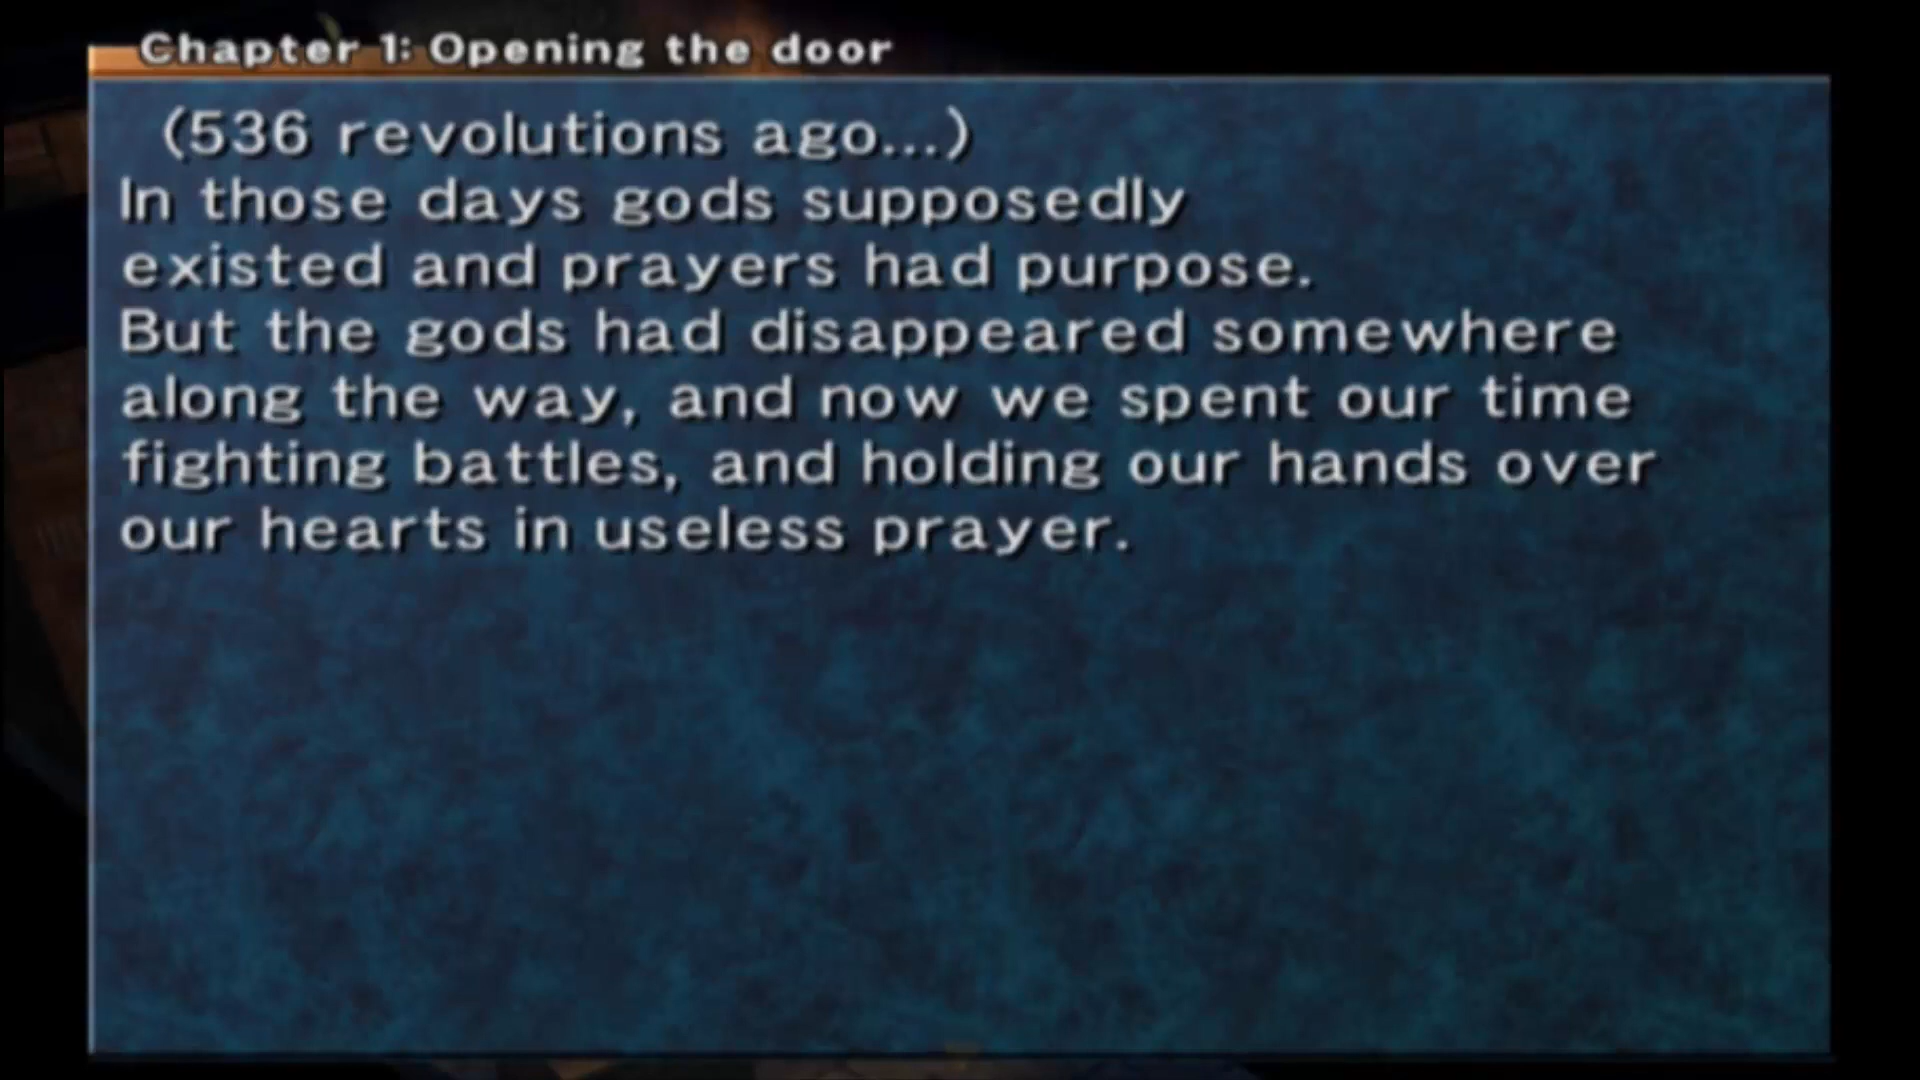 Chapter 1: Opening the door
(536 revolutions ago...)
In those days gods supposedly
existed and prayers had purpose.
But the gods had disappeared somewhere
along the way, and now we spent our time
fighting battles, and holding our hands over
our hearts in useless prayer.